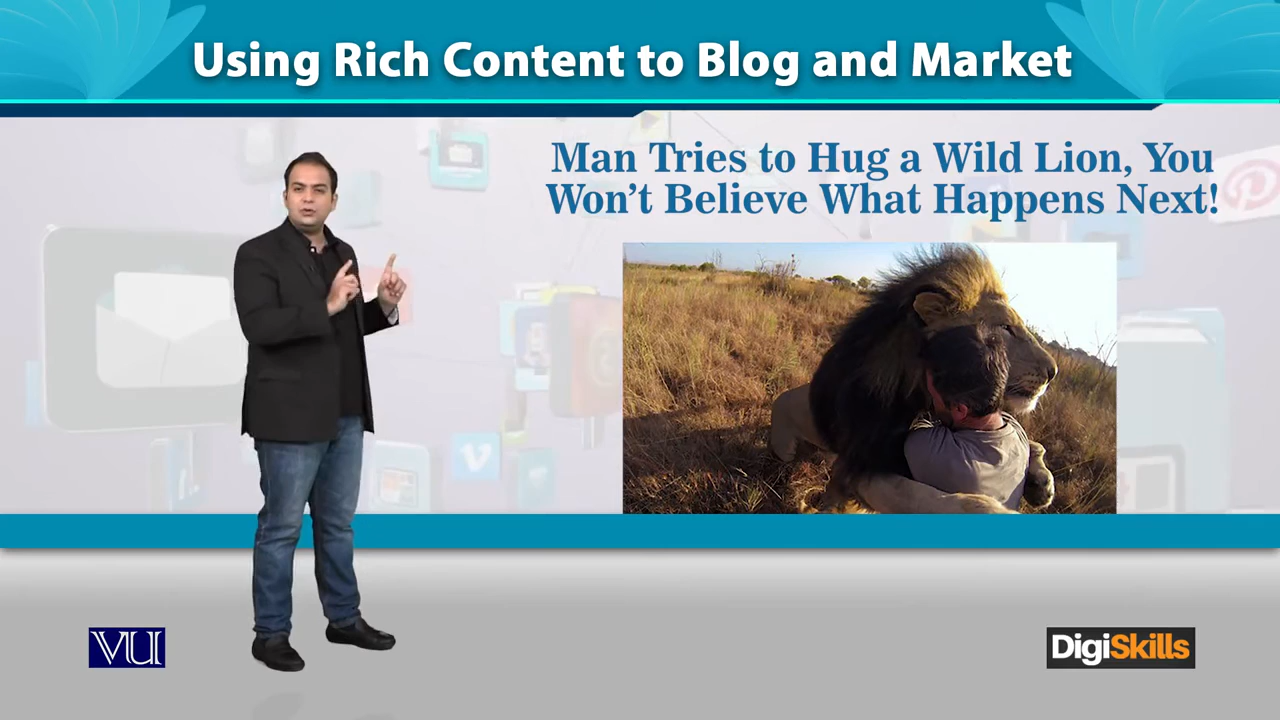 Using Rich Content to Blog and Market
Man Tries to Hug a Wild Lion, You
Won’t Believe What Happens Next!
VU
DigiSkills